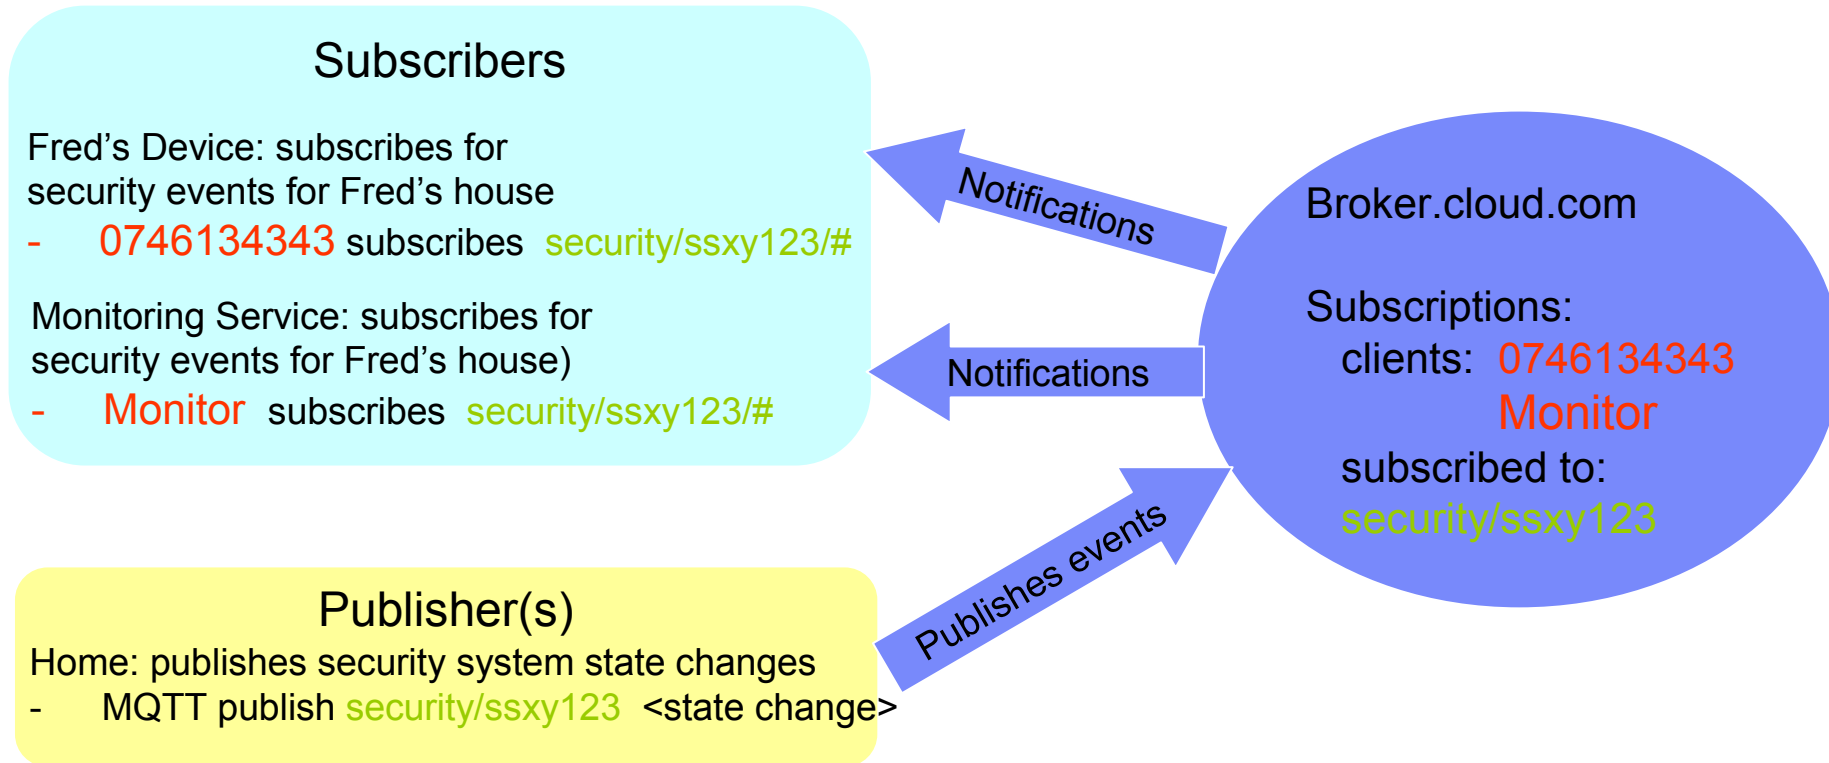 Subscribers
Fred's Device: subscribes for
security events for Fred's house
- 0746134343 subscribes security/ssxy123/#
Monitoring Service: subscribes for
security events for Fred's house)
- Monitor subscribes security/ssxy123/#
Notifications
Notifications
Publishes events
Broker.cloud.com
Subscriptions:
clients: 0746134343
Monitor
subscribed to:
security/ssxy123
Publisher(s)
Home: publishes security system state changes
- MQTT publish security/ssxy123 <state change>